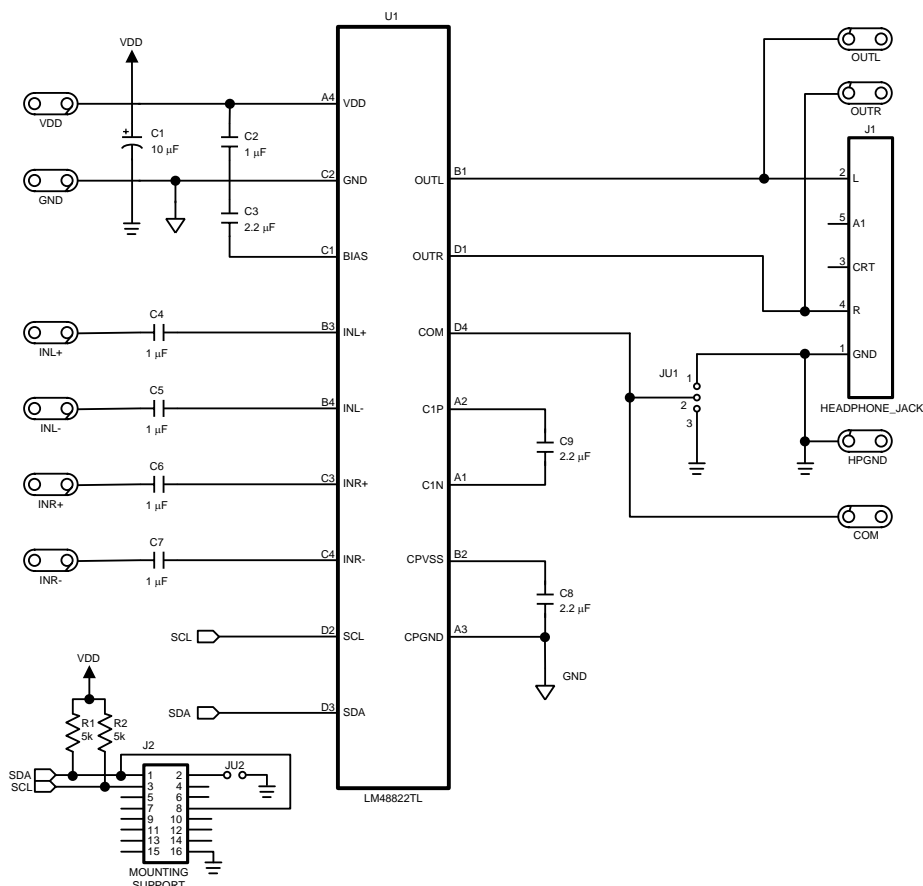 U1
VDD
OUTL
OUTR
J1
A4
VDD
VDD
+
C1
10 µF
C2
1 µF
C2
GND
GND
B1
OUTL
2
L
C3
2.2 µF
5
A1
C1
BIAS
D1
OUTR
3
CRT
4
R
C4
1 µF
B3
INL+
INL+
D4
COM
1
GND
JU1
1
2
3
C5
1 µF
B4
INL-
INL-
A2
C1P
HEADPHONE_JACK
C9
2.2 µF
HPGND
C6
1 µF
C3
INR+
INR+
A1
C1N
COM
C7
1 µF
C4
INR-
INR-
B2
CPVSS
C8
2.2 µF
SCL
D2
SCL
A3
CPGND
GND
VDD
SDA
D3
SDA
R1
5k
R2
5k
J2
JU2
SDA
SCL
1 2
3 4
5 6
7 8
9 10
11 12
13 14
15 16
LM48822TL
MOUNTING
SUPPORT